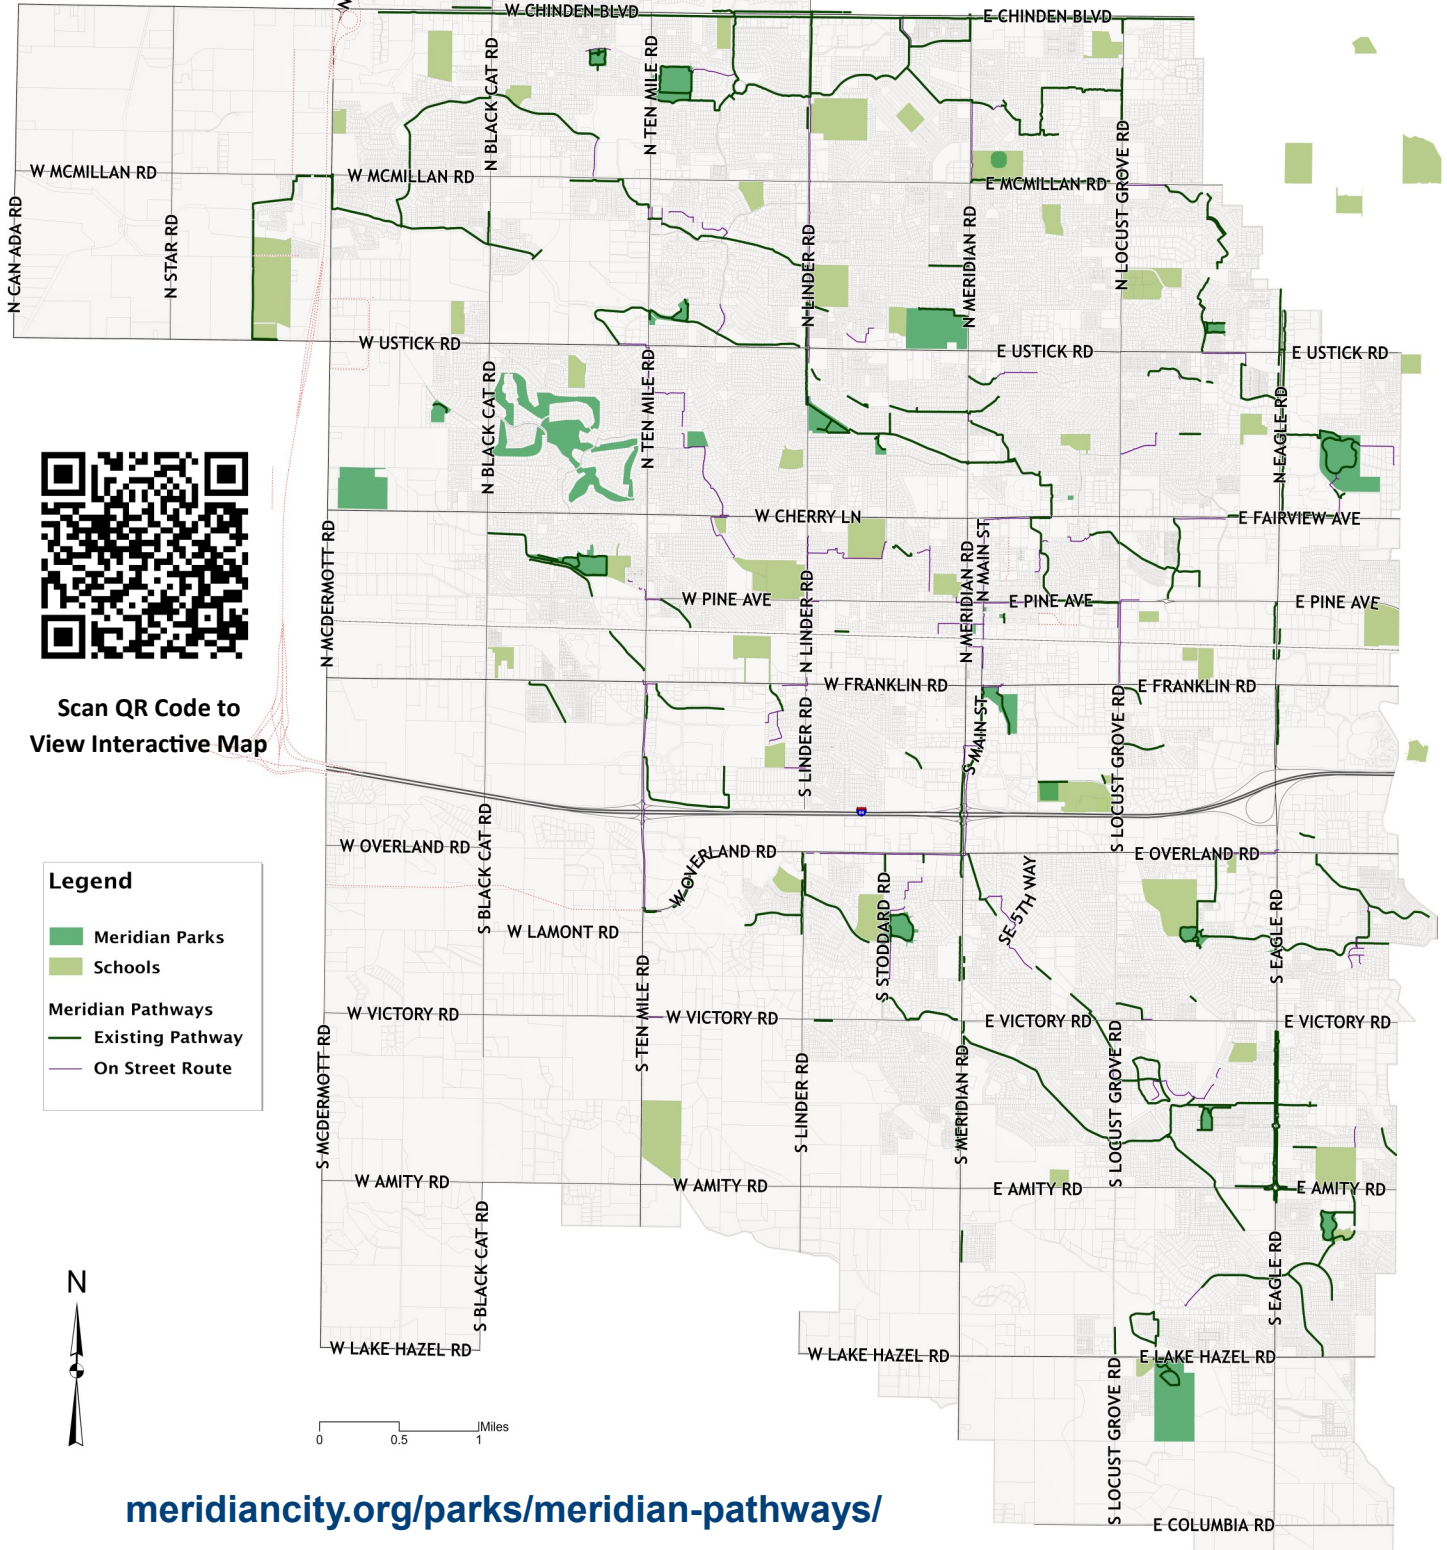 W CHINDEN BLVD
E CHINDEN BLVD
N BLACK CAT RD
N TEN MILE RD
N LOCUST GROVE RD
W MCMILLAN RD
W MCMILLAN RD
E MCMILLAN RD
N CAN ADA RD
N STAR RD
N LINDER RD
N MERIDIAN RD
N LOCUST GROVE RD
W USTICK RD
E USTICK RD
E USTICK RD
N BLACK CAT RD
N TEN MILE RD
N EAGLE RD
W CHERRY LN
E FAIRVIEW AVE
N MCDERMOTT RD
N LINDER RD
N MERIDIAN RD
N MAIN ST
W PINE AVE
E PINE AVE
E PINE AVE
W FRANKLIN RD
E FRANKLIN RD
Scan QR Code to
View Interactive Map
S LINDER RD
S MAIN ST
S LOCUST GROVE RD
S BLACK CAT RD
W OVERLAND RD
W OVERLAND RD
E OVERLAND RD
Legend
Meridian Parks
Schools
Meridian Pathways
Existing Pathway
On Street Route
W LAMONT RD
S STODDARD RD
SE 5TH WAY
S EAGLE RD
S TEN MILE RD
W VICTORY RD
W VICTORY RD
E VICTORY RD
E VICTORY RD
S MCDERMOTT RD
S LINDER RD
S MERIDIAN RD
S LOCUST GROVE RD
W AMITY RD
W AMITY RD
E AMITY RD
E AMITY RD
S BLACK CAT RD
S EAGLE RD
N
W LAKE HAZEL RD
W LAKE HAZEL RD
E LAKE HAZEL RD
S LOCUST GROVE RD
Miles
0 0.5 1
meridiancity.org/parks/meridian-pathways/
E COLUMBIA RD